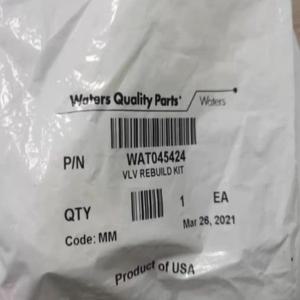 Waters Quality Parts Waters
P/N WAT045424
VLV REBUILD KIT
QTY 1 EA
Code: MM Mar 26, 2021
Product of USA